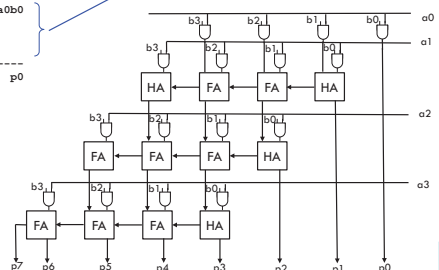 a0b0
p0
b3 b2 b1 b0 a0
b3 b2 b1 b0 a1
HA FA FA HA
b3 b2 b1 b0 a2
FA FA FA HA
b3 b2 b1 b0 a3
FA FA FA HA
p7 p6 p5 p4 p3 p2 p1 p0